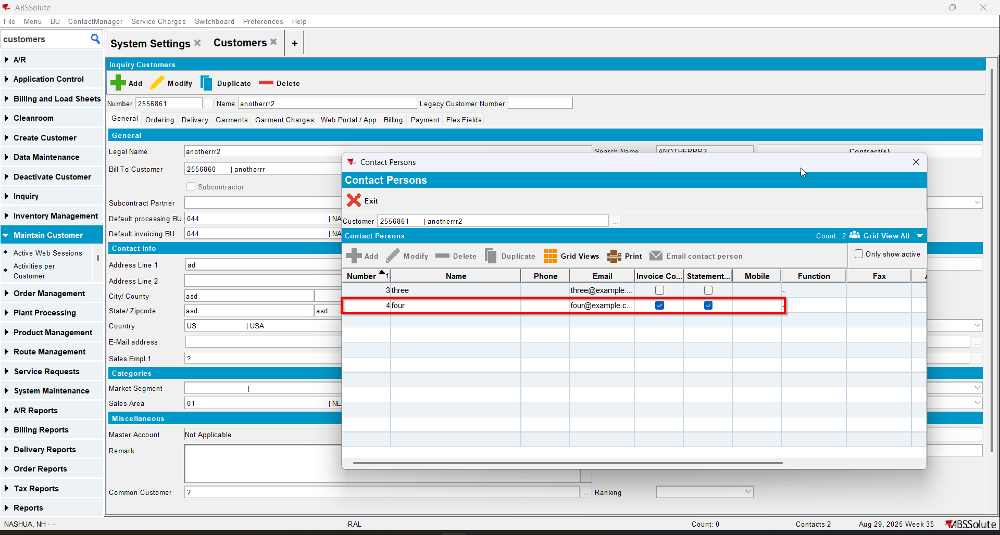 ABSSolute
File Menu BU ContactManager Service Charges Switchboard Preferences Help
customers
System Settings Customers +
A/R
Application Control
Billing and Load Sheets
Cleanroom
Create Customer
Data Maintenance
Deactivate Customer
Inquiry
Inventory Management
Maintain Customer
Active Web Sessions
Activities per
Customer
Order Management
Plant Processing
Product Management
Route Management
Service Requests
System Maintenance
A/R Reports
Billing Reports
Delivery Reports
Order Reports
Tax Reports
Reports
Inquiry Customers
Add Modify Duplicate Delete
Number 2556861 ... Name anotherrr2 Legacy Customer Number
General Ordering Delivery Garments Garment Charges Web Portal / App Billing Payment Flex Fields
General
Legal Name anotherrr2 Search Name ANOTHERRR2 Contract(s)
Bill To Customer 2556860 | anotherrr
Subcontractor
Subcontract Partner
Default processing BU 044 | NA
Default invoicing BU 044 | NA
Contact info
Address Line 1 ad
Address Line 2
City/ County asd
State/ Zipcode asd asd
Country US | USA
E-Mail address ...
Sales Empl.1 ? ...
Categories
Market Segment - | -
Sales Area 01 | NE
Miscellaneous
Master Account Not Applicable
Remark
Common Customer ? ... Ranking
Contact Persons
Contact Persons
Exit
Customer 2556861 | anotherrr2 ...
Contact Persons Count : 2 Grid View All
Add Modify Delete Duplicate Grid Views Print Email contact person Only show active
Number 1 Name Phone Email Invoice Co... Statement... Mobile Function Fax
3 three three@example.... -
4 four four@example.c... -
NASHUA, NH - - RAL Count: 0 Contacts 2 Aug 29, 2025 Week 35 ABSSolute